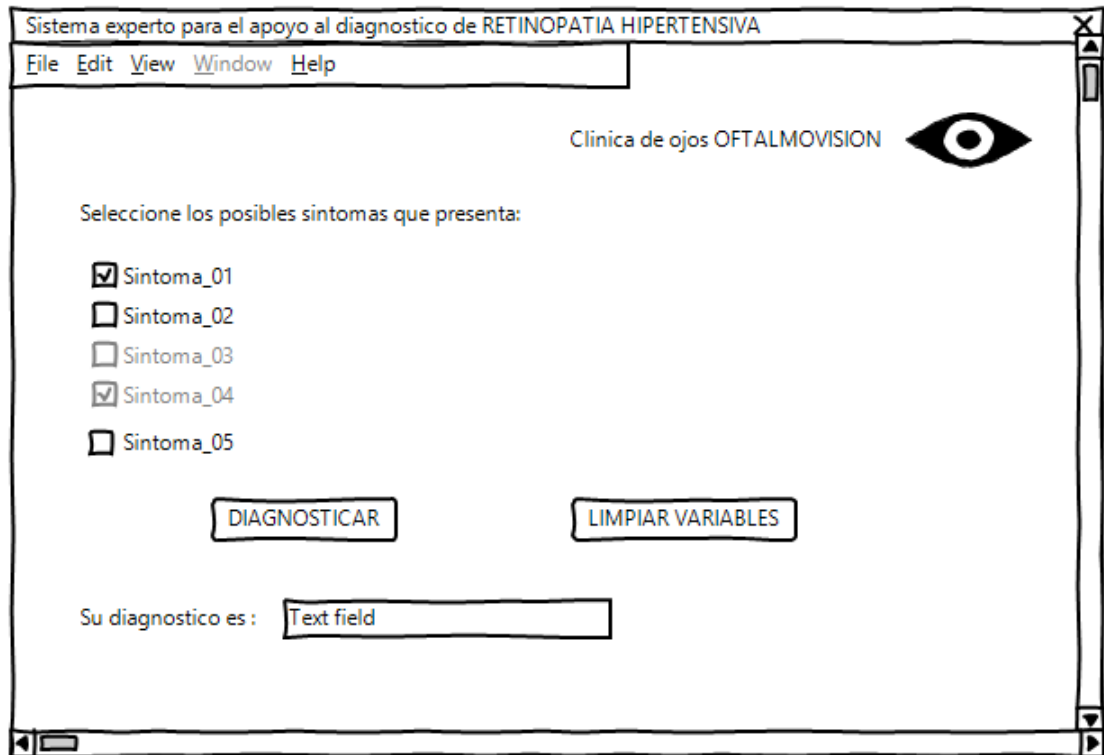 Sistema experto para el apoyo al diagnostico de RETINOPATIA HIPERTENSIVA
File Edit View Window Help
Clinica de ojos OFTALMOVISION
Seleccione los posibles sintomas que presenta:
Sintoma_01
Sintoma_02
Sintoma_03
Sintoma_04
Sintoma_05
DIAGNOSTICAR LIMPIAR VARIABLES
Su diagnostico es : Text field